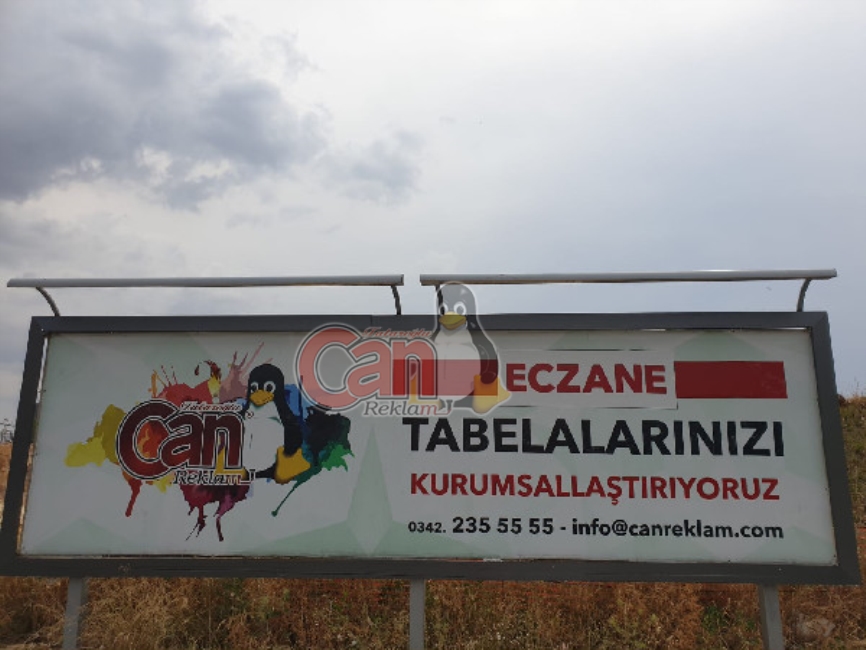 Can
Reklam
Can
Reklam
ECZANE
TABELALARINIZI
KURUMSALLAŞTIRIYORUZ
0342. 235 55 55 - info@canreklam.com